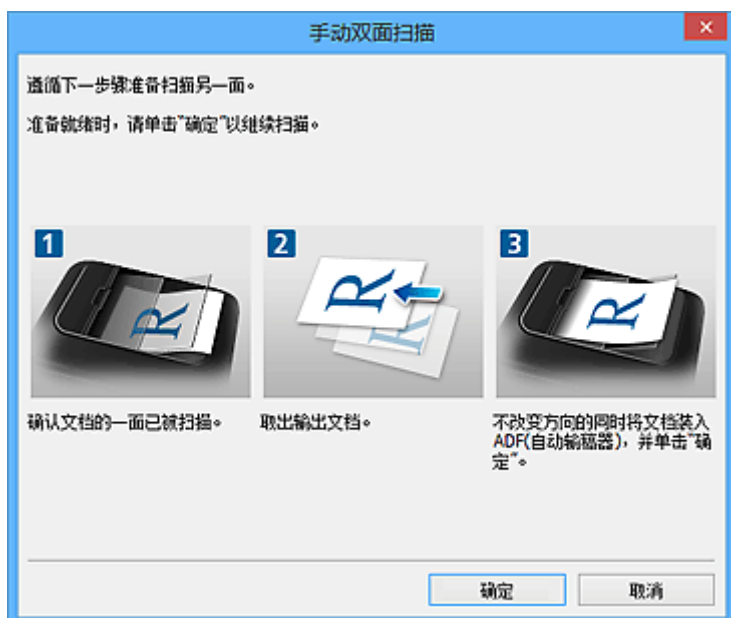 手动双面扫描
遵循下一步骤准备扫描另一面。
准备就绪时，请单击"确定"以继续扫描。
1
2
3
R
R
R
R
确认文档的一面已被扫描。
取出输出文档。
不改变方向的同时将文档装入
ADF(自动输稿器)，并单击"确
定"。
确定
取消